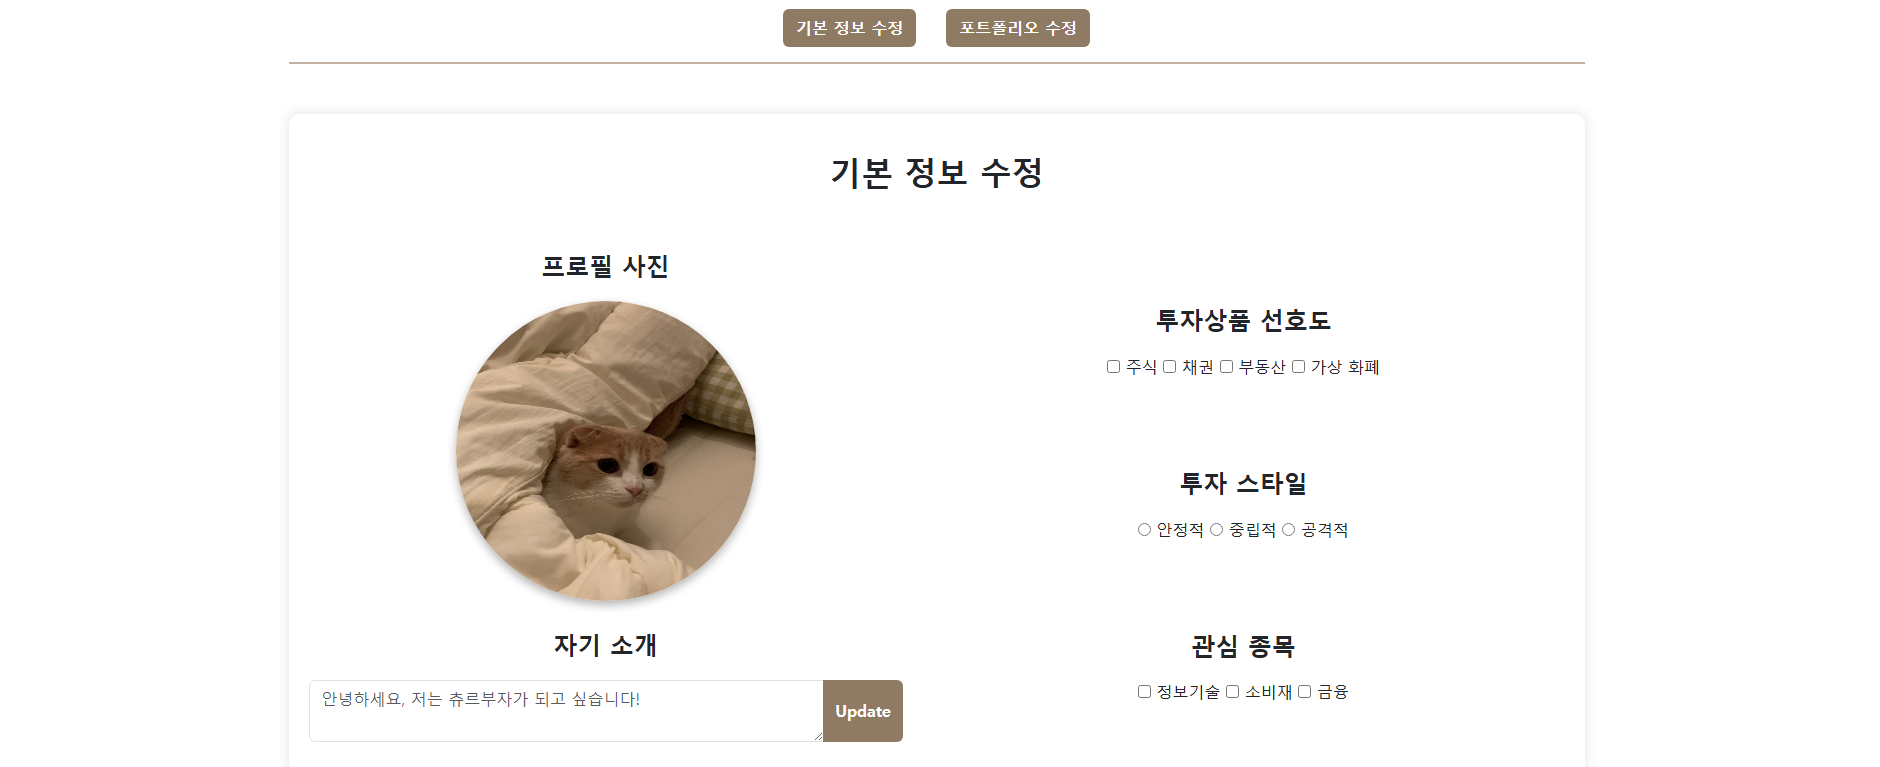 기본 정보 수정 포트폴리오 수정
기본 정보 수정
프로필 사진
자기 소개
안녕하세요, 저는 츄르부자가 되고 싶습니다!
Update
투자상품 선호도
주식 채권 부동산 가상 화폐
투자 스타일
안정적 중립적 공격적
관심 종목
정보기술 소비재 금융